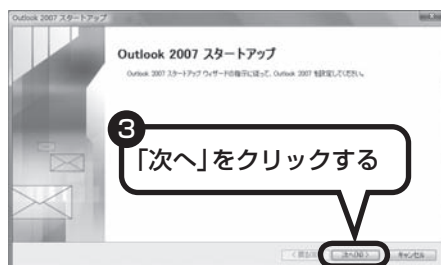 Outlook 2007 スタートアップ
Outlook 2007 スタートアップ
Outlook 2007 スタートアップ ウィザードの指示に従って、Outlook 2007 を設定してください。
3
「次へ」をクリックする
次へ(N) >
キャンセル